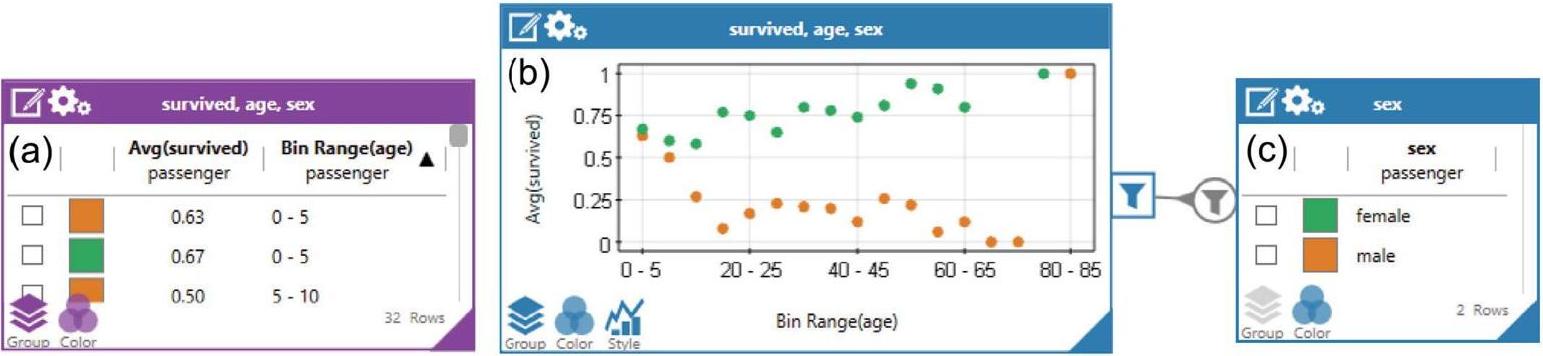 (a)
survived, age, sex
Avg(survived) Bin Range(age) ▲
passenger passenger
0.63 0 - 5
0.67 0 - 5
0.50 5 - 10
Group Color 32 Rows
(b)
survived, age, sex
Avg(survived)
1
0.75
0.5
0.25
0
0 - 5 20 - 25 40 - 45 60 - 65 80 - 85
Bin Range(age)
Group Color Style
(c)
sex
sex
passenger
female
male
Group Color 2 Rows